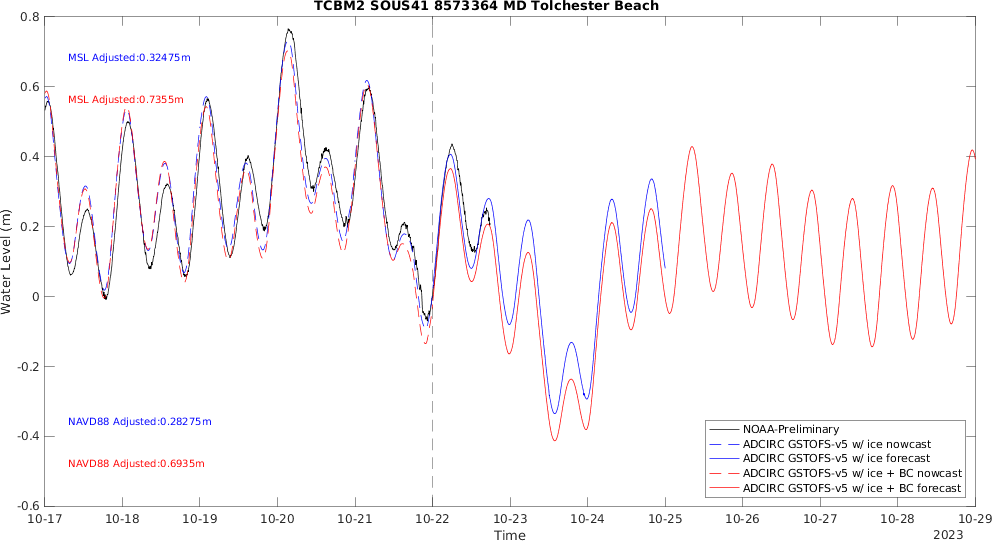 TCBM2 SOUS41 8573364 MD Tolchester Beach
0.8
0.6
0.4
0.2
0
-0.2
-0.4
-0.6
Water Level (m)
MSL Adjusted:0.32475m
MSL Adjusted:0.7355m
NAVD88 Adjusted:0.28275m
NAVD88 Adjusted:0.6935m
NOAA-Preliminary
ADCIRC GSTOFS-v5 w/ ice nowcast
ADCIRC GSTOFS-v5 w/ ice forecast
ADCIRC GSTOFS-v5 w/ ice + BC nowcast
ADCIRC GSTOFS-v5 w/ ice + BC forecast
10-17 10-18 10-19 10-20 10-21 10-22 10-23 10-24 10-25 10-26 10-27 10-28 10-29
Time
2023